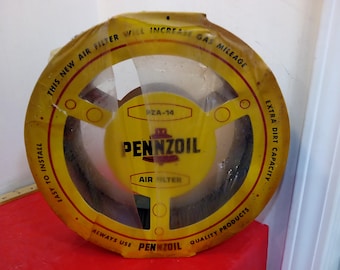 THIS NEW AIR FILTER WILL INCREASE GAS MILEAGE
EXTRA DIRT CAPACITY
EASY TO INSTALL
PZA-14
PENNZOIL
AIR FILTER
ALWAYS USE PENNZOIL QUALITY PRODUCTS